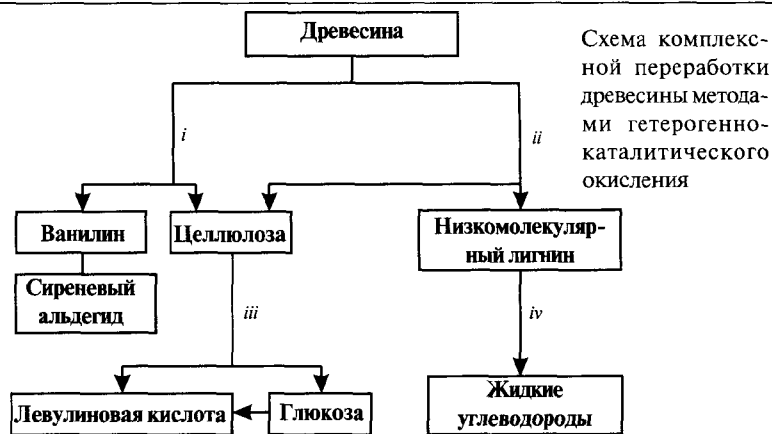 Древесина
Схема комплекс-
ной переработки
древесины метода-
ми гетерогенно-
каталитического
окисления
i
ii
Ванилин
Целлюлоза
Низкомолекуляр-
ный лигнин
Сиреневый
альдегид
iii
iv
Левулиновая кислота
Глюкоза
Жидкие
углеводороды